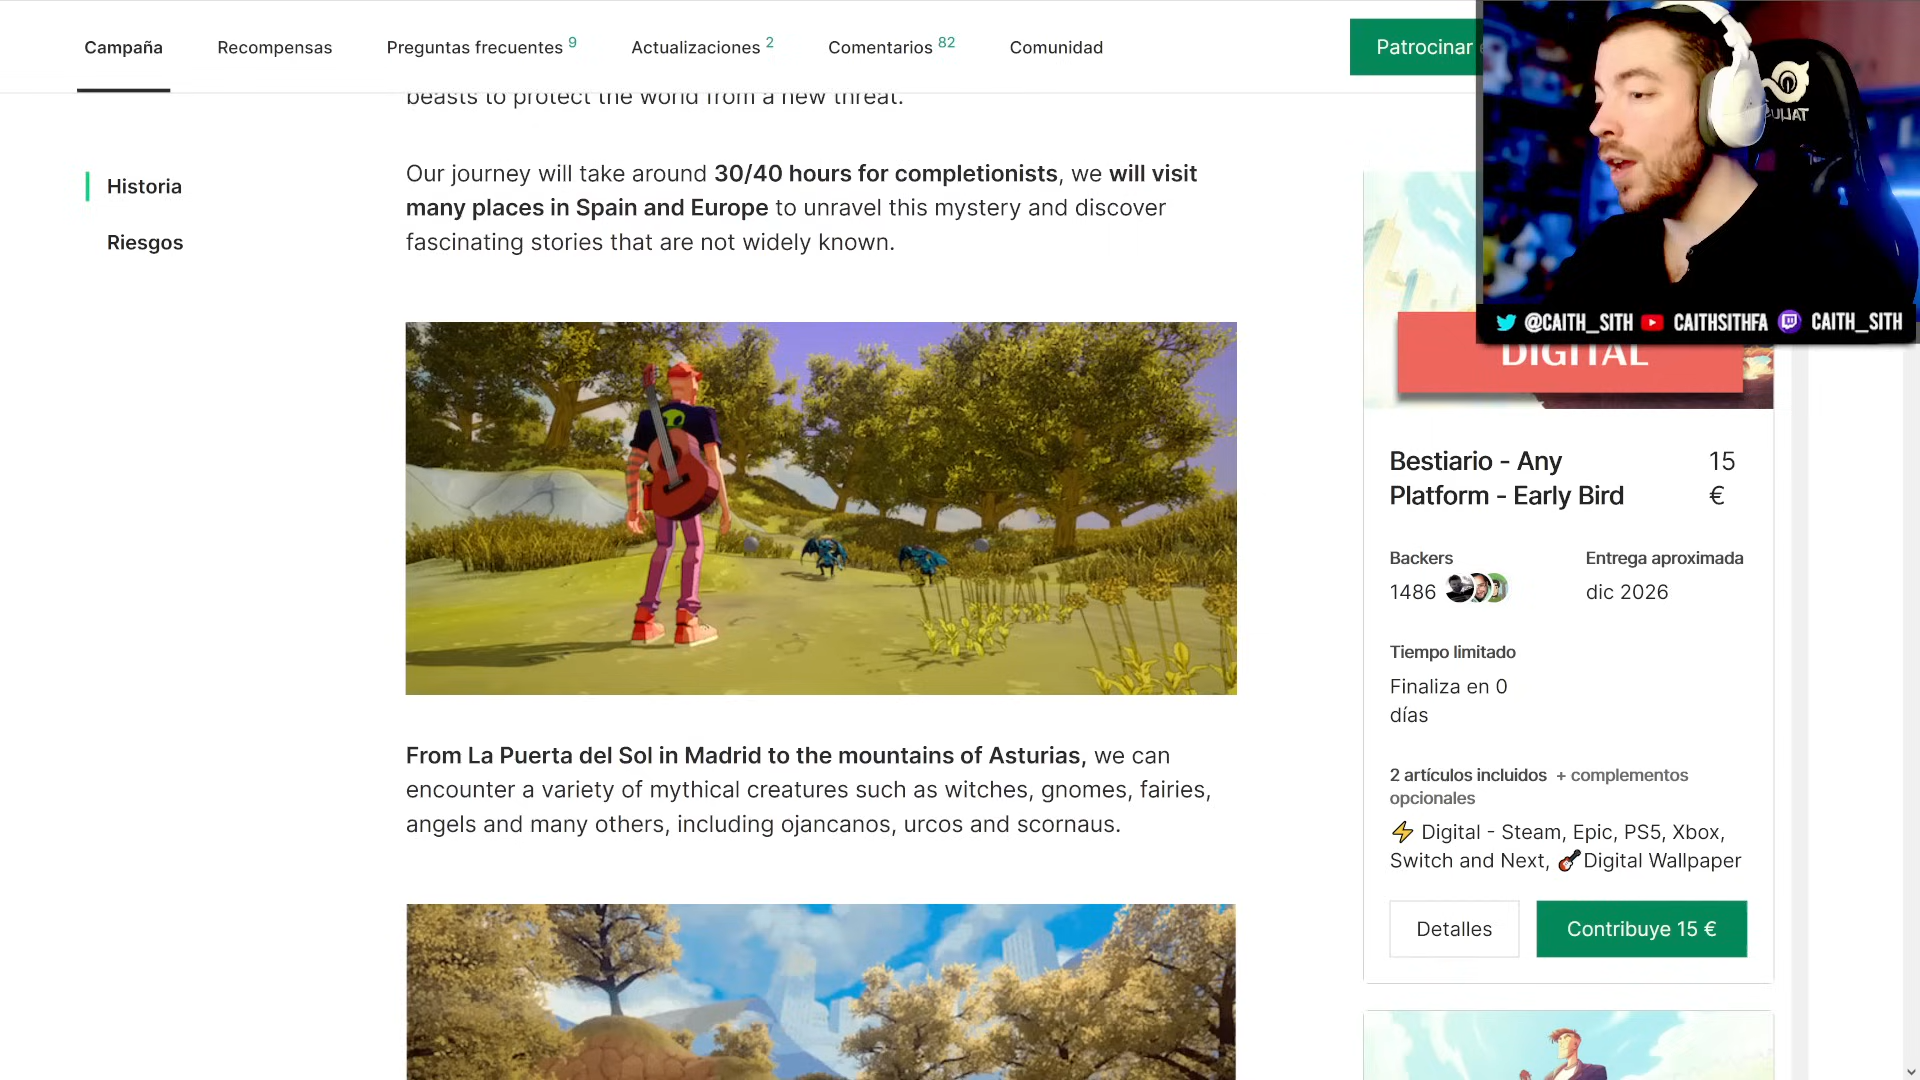 Campaña
Recompensas
Preguntas frecuentes 9
Actualizaciones 2
Comentarios 82
Comunidad
Patrocinar
beasts to protect the world from a new threat.
Historia
Riesgos
Our journey will take around 30/40 hours for completionists, we will visit
many places in Spain and Europe to unravel this mystery and discover
fascinating stories that are not widely known.
From La Puerta del Sol in Madrid to the mountains of Asturias, we can
encounter a variety of mythical creatures such as witches, gnomes, fairies,
angels and many others, including ojancanos, urcos and scornaus.
@CAITH_SITH CAITHSITHFA CAITH_SITH
DIGITAL
Bestiario - Any
Platform - Early Bird
15
€
Backers
1486
Entrega aproximada
dic 2026
Tiempo limitado
Finaliza en 0
días
2 artículos incluidos + complementos
opcionales
⚡ Digital - Steam, Epic, PS5, Xbox,
Switch and Next, 🎸Digital Wallpaper
Detalles
Contribuye 15 €